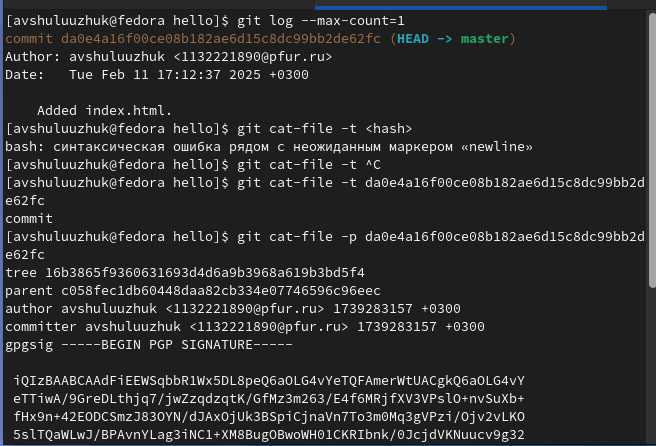 [avshuluuzhuk@fedora hello]$ git log --max-count=1
commit da0e4a16f00ce08b182ae6d15c8dc99bb2de62fc (HEAD -> master)
Author: avshuluuzhuk <1132221890@pfur.ru>
Date:   Tue Feb 11 17:12:37 2025 +0300

    Added index.html.
[avshuluuzhuk@fedora hello]$ git cat-file -t <hash>
bash: синтаксическая ошибка рядом с неожиданным маркером «newline»
[avshuluuzhuk@fedora hello]$ git cat-file -t ^C
[avshuluuzhuk@fedora hello]$ git cat-file -t da0e4a16f00ce08b182ae6d15c8dc99bb2d
e62fc
commit
[avshuluuzhuk@fedora hello]$ git cat-file -p da0e4a16f00ce08b182ae6d15c8dc99bb2d
e62fc
tree 16b3865f9360631693d4d6a9b3968a619b3bd5f4
parent c058fec1db60448daa82cb334e07746596c96eec
author avshuluuzhuk <1132221890@pfur.ru> 1739283157 +0300
committer avshuluuzhuk <1132221890@pfur.ru> 1739283157 +0300
gpgsig -----BEGIN PGP SIGNATURE-----

 iQIzBAABCAAdFiEEWSqbbR1Wx5DL8peQ6aOLG4vYeTQFAmerWtUACgkQ6aOLG4vY
 eTTiwA/9GreDLthjq7/jwZzqdzqtK/GfMz3m263/E4f6MRjfXV3VPslO+nvSuXb+
 fHx9n+42EODCSmzJ83OYN/dJAxOjUk3BSpiCjnaVn7To3m0Mq3gVPzi/Ojv2vLKO
 5slTQaWLwJ/BPAvnYLag3iNC1+XM8BugOBwoWH01CKRIbnk/0JcjdVKNuucv9g32